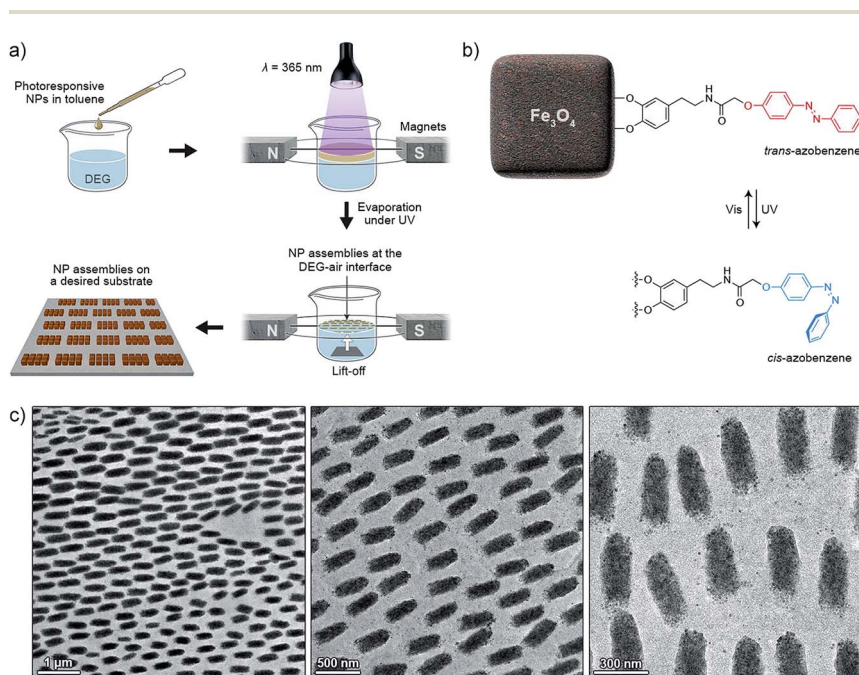 a)
Photoresponsive
NPs in toluene
DEG
λ = 365 nm
Magnets
N
S
Evaporation
under UV
NP assemblies at the
DEG-air interface
N
S
Lift-off
NP assemblies on
a desired substrate
b)
Fe₃O₄
O
O
H
N
O
O
N
N
trans-azobenzene
Vis
UV
O
O
H
N
O
O
N
N
cis-azobenzene
c)
1 μm
500 nm
300 nm